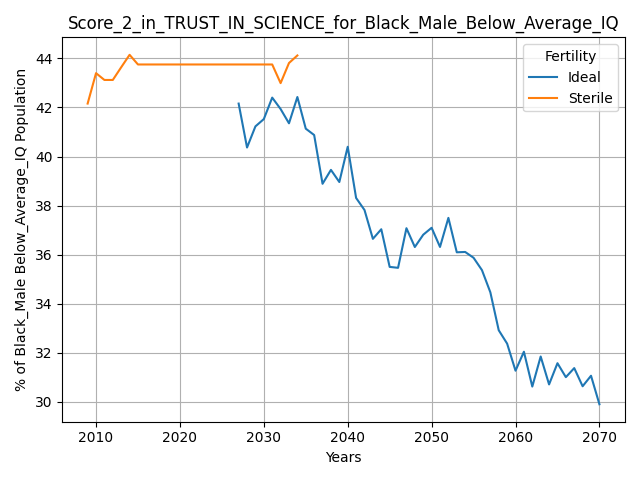 Score_2_in_TRUST_IN_SCIENCE_for_Black_Male_Below_Average_IQ
% of Black_Male Below_Average_IQ Population
44
42
40
38
36
34
32
30
Fertility
Ideal
Sterile
2010 2020 2030 2040 2050 2060 2070
Years